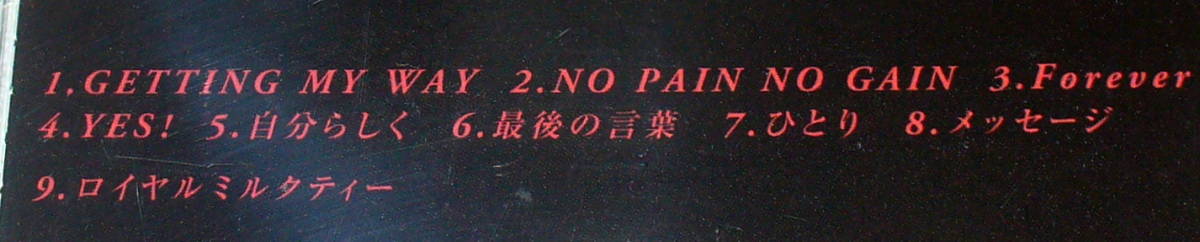 1.GETTING MY WAY 2.NO PAIN NO GAIN 3.Forever
4.YES! 5.自分らしく 6.最後の言葉 7.ひとり 8.メッセージ
9.ロイヤルミルクティー